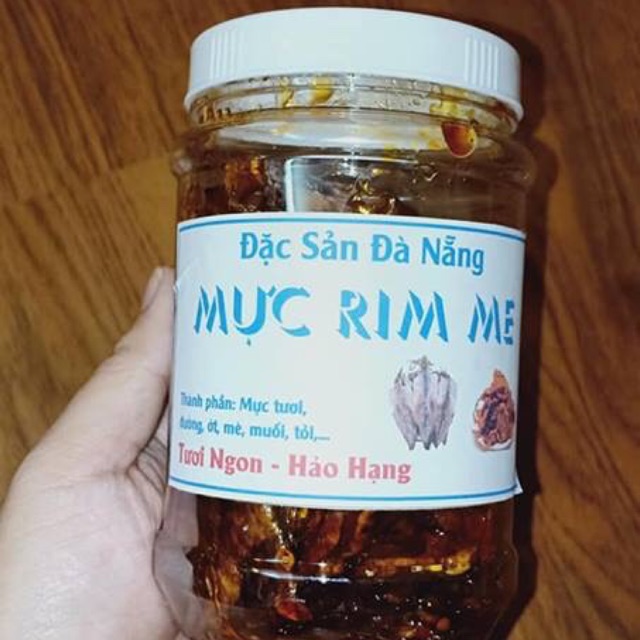 Đặc Sản Đà Nẵng
MỰC RIM ME
Thành phần: Mực tươi,
đường, ớt, mè, muối, tỏi,...
Tươi Ngon - Hảo Hạng